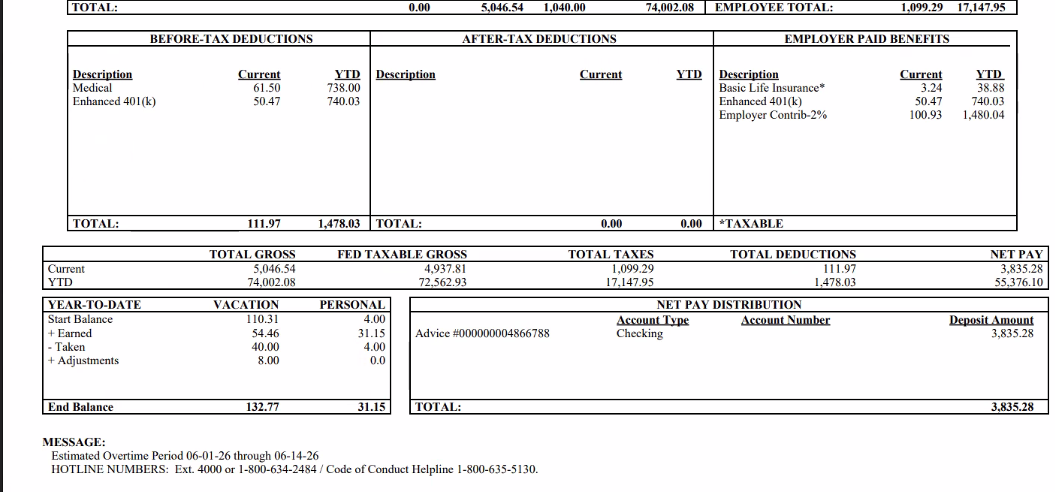 TOTAL: 0.00 5,046.54 1,040.00 74,002.08 EMPLOYEE TOTAL: 1,099.29 17,147.95
BEFORE-TAX DEDUCTIONS AFTER-TAX DEDUCTIONS EMPLOYER PAID BENEFITS
Description Current YTD Description Current YTD Description Current YTD
Medical 61.50 738.00 Basic Life Insurance* 3.24 38.88
Enhanced 401(k) 50.47 740.03 Enhanced 401(k) 50.47 740.03
Employer Contrib-2% 100.93 1,480.04
TOTAL: 111.97 1,478.03 TOTAL: 0.00 0.00 *TAXABLE
TOTAL GROSS FED TAXABLE GROSS TOTAL TAXES TOTAL DEDUCTIONS NET PAY
Current 5,046.54 4,937.81 1,099.29 111.97 3,835.28
YTD 74,002.08 72,562.93 17,147.95 1,478.03 55,376.10
YEAR-TO-DATE VACATION PERSONAL NET PAY DISTRIBUTION
Start Balance 110.31 4.00 Account Type Account Number Deposit Amount
+ Earned 54.46 31.15 Advice #000000004866788 Checking 3,835.28
- Taken 40.00 4.00
+ Adjustments 8.00 0.0
End Balance 132.77 31.15 TOTAL: 3,835.28
MESSAGE:
Estimated Overtime Period 06-01-26 through 06-14-26
HOTLINE NUMBERS: Ext. 4000 or 1-800-634-2484 / Code of Conduct Helpline 1-800-635-5130.